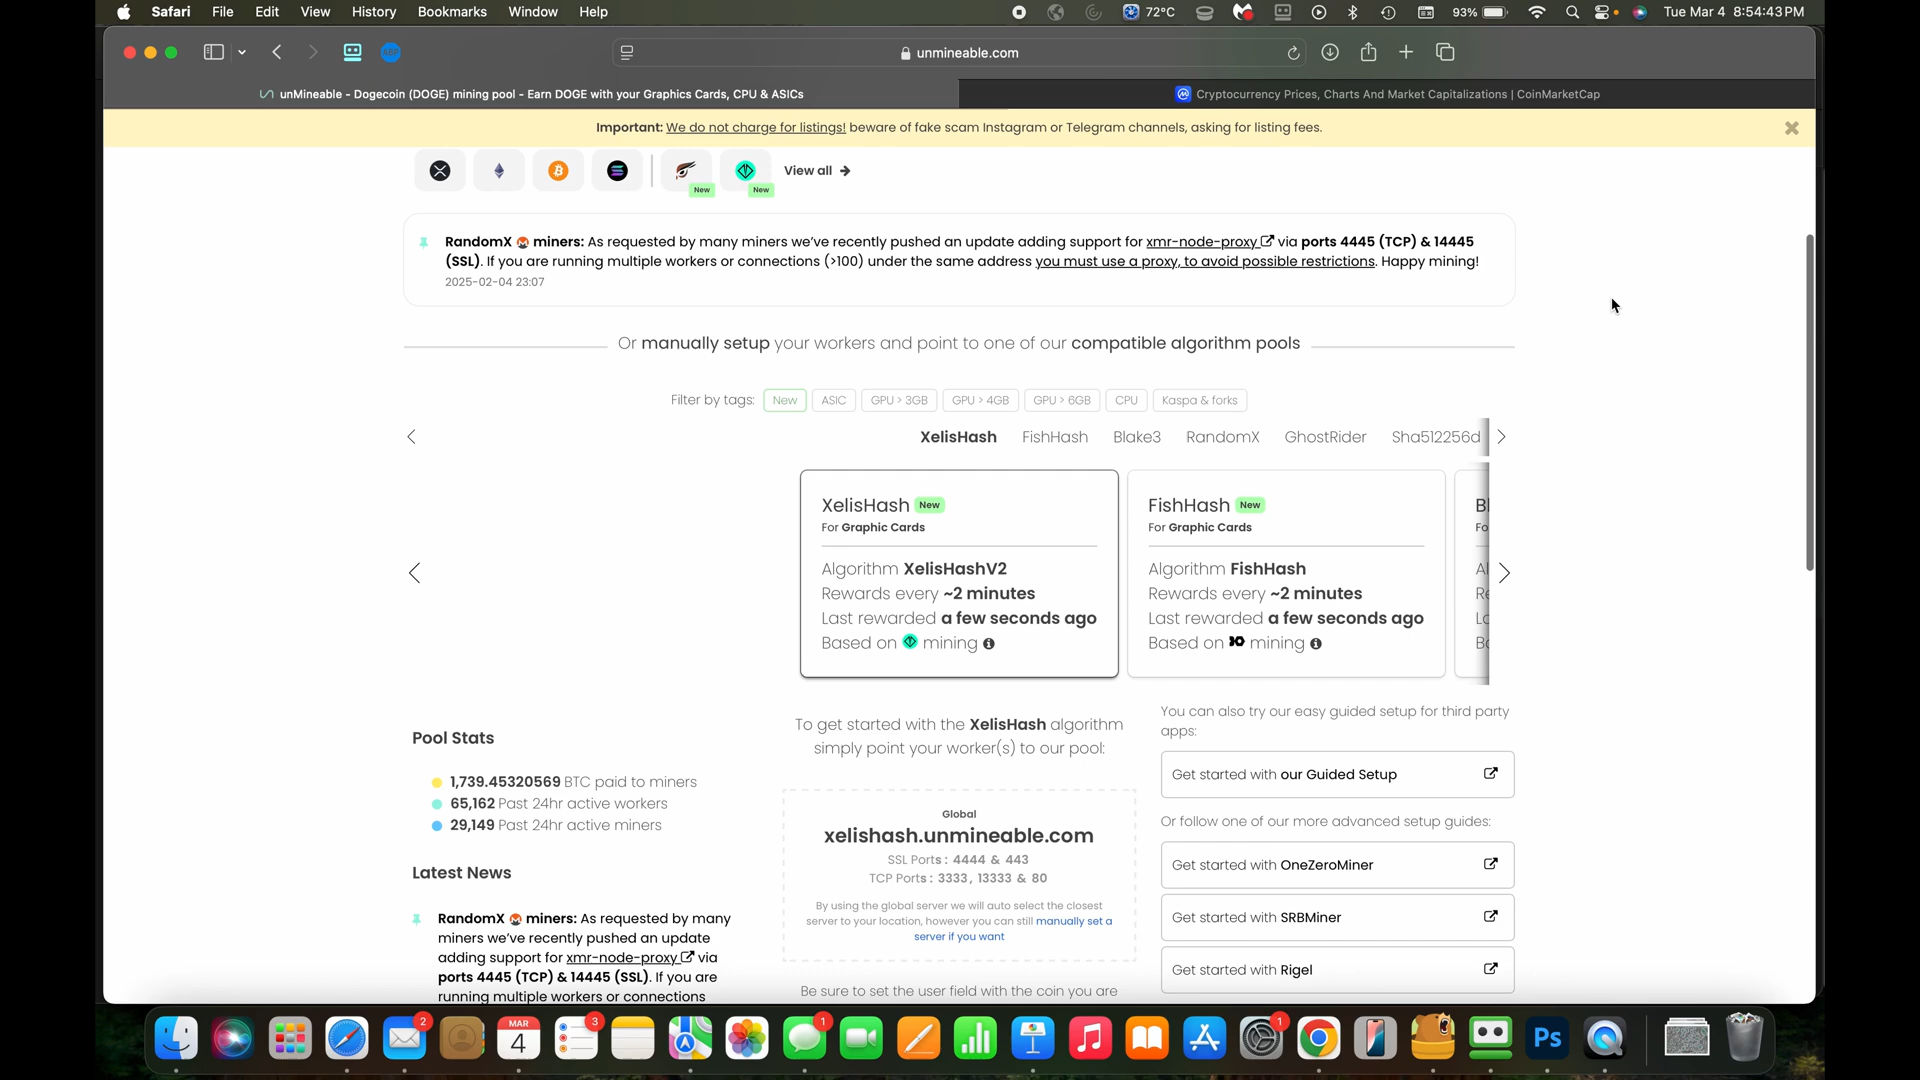 Safari File Edit View History Bookmarks Window Help 72°C 93% Tue Mar 4 8:54:43 PM
unmineable.com
unMineable - Dogecoin (DOGE) mining pool - Earn DOGE with your Graphics Cards, CPU & ASICs
Cryptocurrency Prices, Charts And Market Capitalizations | CoinMarketCap
Important: We do not charge for listings! beware of fake scam Instagram or Telegram channels, asking for listing fees.
View all
New New
RandomX miners: As requested by many miners we've recently pushed an update adding support for xmr-node-proxy via ports 4445 (TCP) & 14445
(SSL). If you are running multiple workers or connections (>100) under the same address you must use a proxy, to avoid possible restrictions. Happy mining!
2025-02-04 23:07
Or manually setup your workers and point to one of our compatible algorithm pools
Filter by tags: New ASIC GPU > 3GB GPU > 4GB GPU > 6GB CPU Kaspa & forks
XelisHash FishHash Blake3 RandomX GhostRider Sha512256d
XelisHash New
For Graphic Cards
Algorithm XelisHashV2
Rewards every ~2 minutes
Last rewarded a few seconds ago
Based on mining
FishHash New
For Graphic Cards
Algorithm FishHash
Rewards every ~2 minutes
Last rewarded a few seconds ago
Based on mining
Pool Stats
1,739.45320569 BTC paid to miners
65,162 Past 24hr active workers
29,149 Past 24hr active miners
Latest News
RandomX miners: As requested by many
miners we've recently pushed an update
adding support for xmr-node-proxy via
ports 4445 (TCP) & 14445 (SSL). If you are
running multiple workers or connections
To get started with the XelisHash algorithm
simply point your worker(s) to our pool:
Global
xelishash.unmineable.com
SSL Ports: 4444 & 443
TCP Ports: 3333, 13333 & 80
By using the global server we will auto select the closest
server to your location, however you can still manually set a
server if you want
Be sure to set the user field with the coin you are
You can also try our easy guided setup for third party
apps:
Get started with our Guided Setup
Or follow one of our more advanced setup guides:
Get started with OneZeroMiner
Get started with SRBMiner
Get started with Rigel
2 MAR 4 3 1 1 Ps